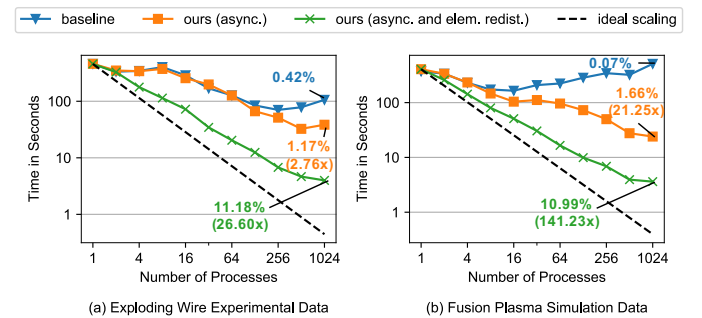 baseline ours (async.) ours (async. and elem. redist.) ideal scaling
Time in Seconds
100
10
1
0.42%
1.17%
(2.76x)
11.18%
(26.60x)
1 4 16 64 256 1024
Number of Processes
(a) Exploding Wire Experimental Data
Time in Seconds
100
10
1
0.07%
1.66%
(21.25x)
10.99%
(141.23x)
1 4 16 64 256 1024
Number of Processes
(b) Fusion Plasma Simulation Data